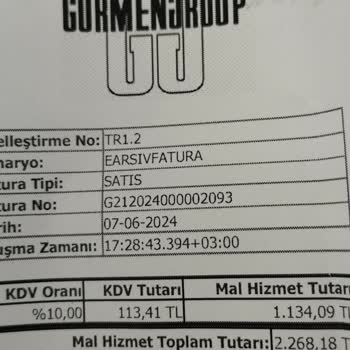 GÜRMENGROUP
elleştirme No: TR1.2
naryo: EARSIVFATURA
tura Tipi: SATIS
tura No: G212024000002093
rih: 07-06-2024
uşma Zamanı: 17:28:43.394+03:00
KDV Oranı KDV Tutarı Mal Hizmet Tutarı
%10,00 113,41 TL 1.134,09 TL
Mal Hizmet Toplam Tutarı: 2.268,18 T